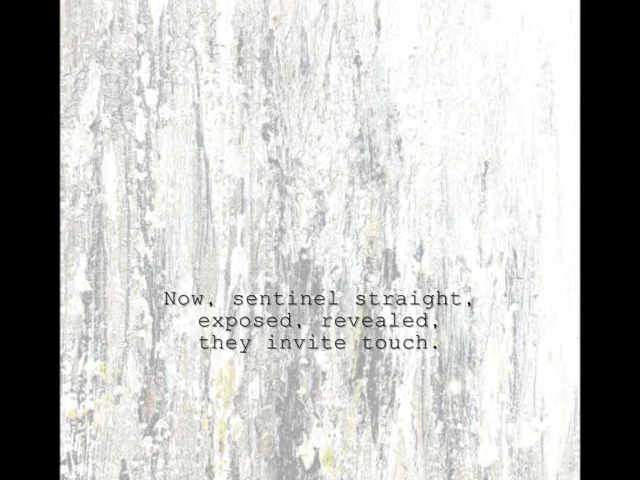 Now, sentinel straight,
exposed, revealed,
they invite touch.